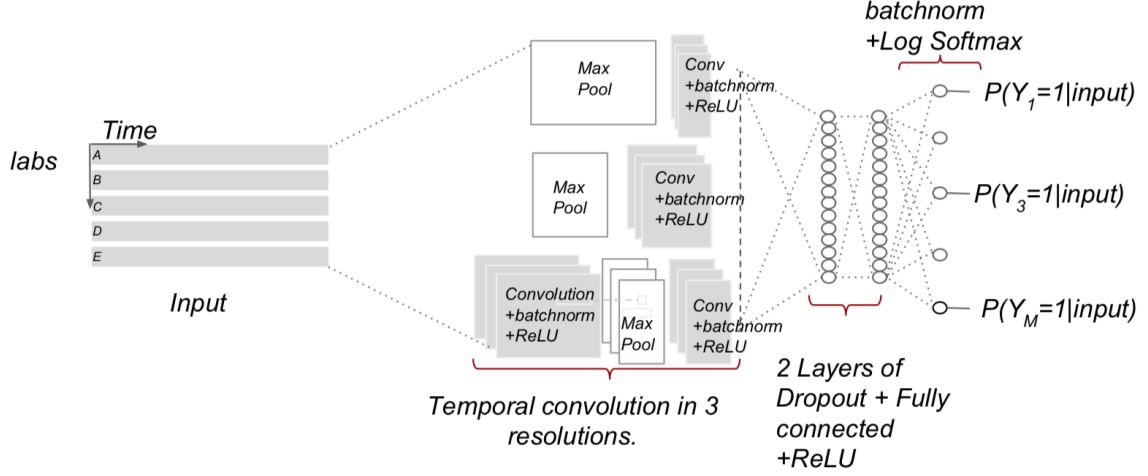 labs
Time
A
B
C
D
E
Input
Max
Pool
Conv
+batchnorm
+ReLU
Max
Pool
Conv
+batchnorm
+ReLU
Convolution
+batchnorm
+ReLU
Max
Pool
Conv
+batchnorm
+ReLU
Temporal convolution in 3
resolutions.
2 Layers of
Dropout + Fully
connected
+ReLU
batchnorm
+Log Softmax
P(Y₁=1|input)
P(Y₃=1|input)
P(Y_M=1|input)